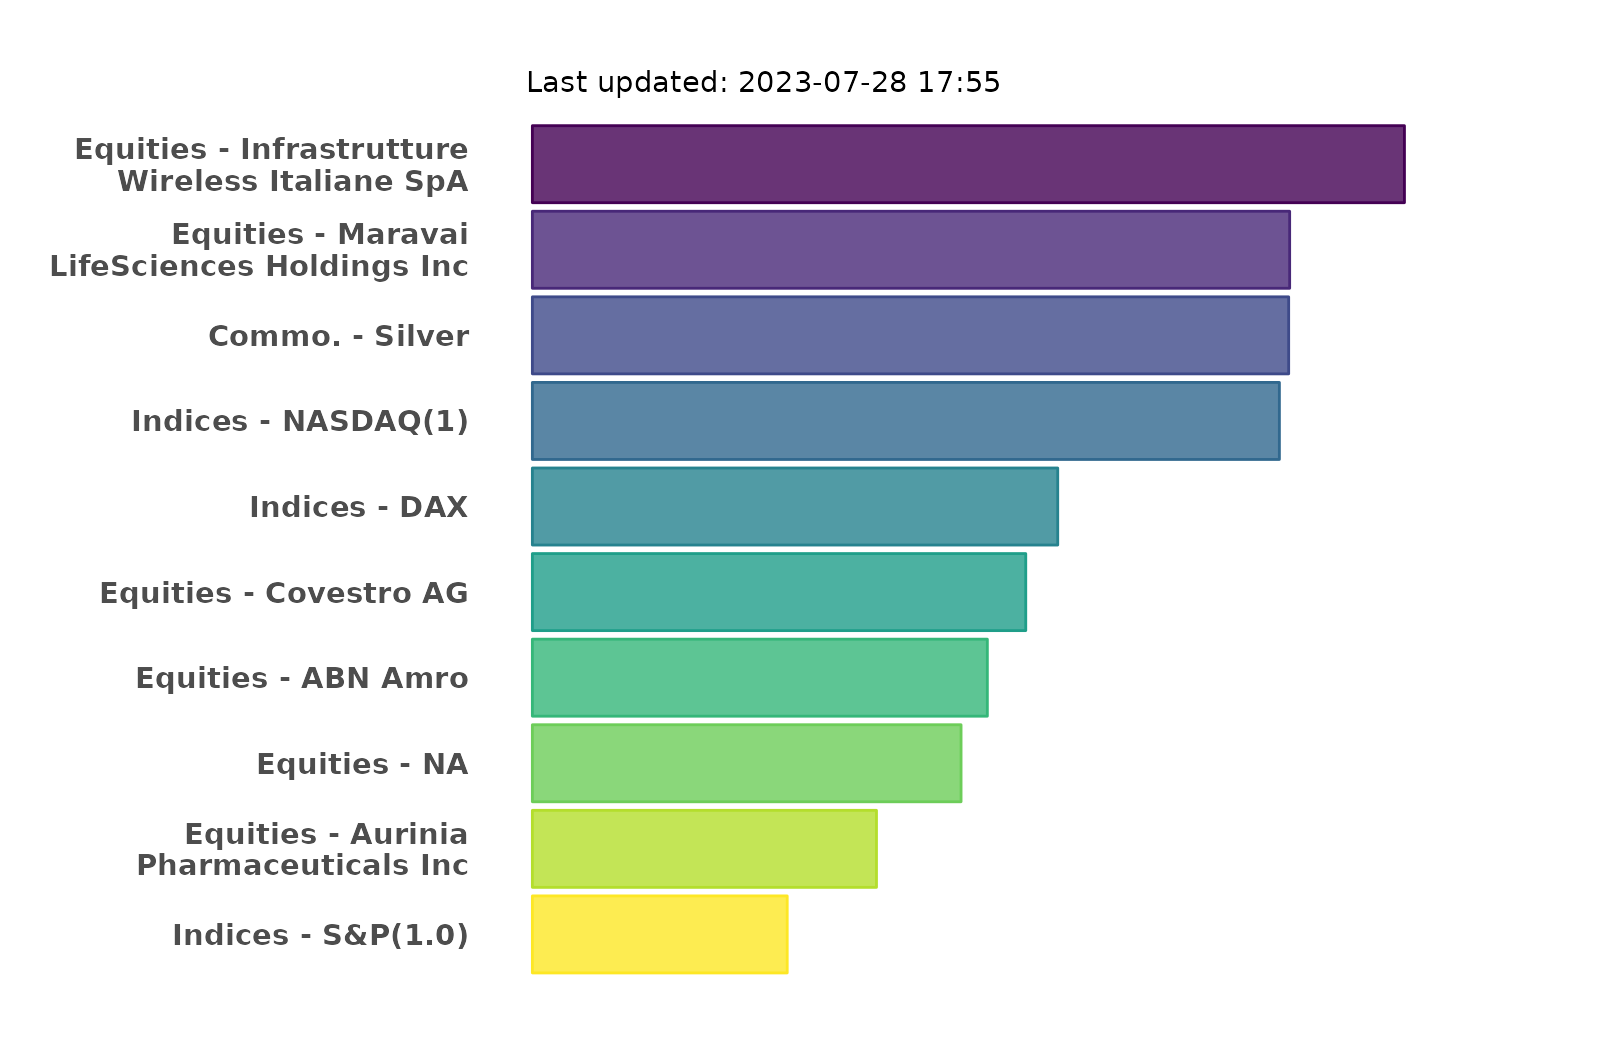 Last updated: 2023-07-28 17:55
Equities - Infrastrutture
Wireless Italiane SpA
Equities - Maravai
LifeSciences Holdings Inc
Commo. - Silver
Indices - NASDAQ(1)
Indices - DAX
Equities - Covestro AG
Equities - ABN Amro
Equities - NA
Equities - Aurinia
Pharmaceuticals Inc
Indices - S&P(1.0)